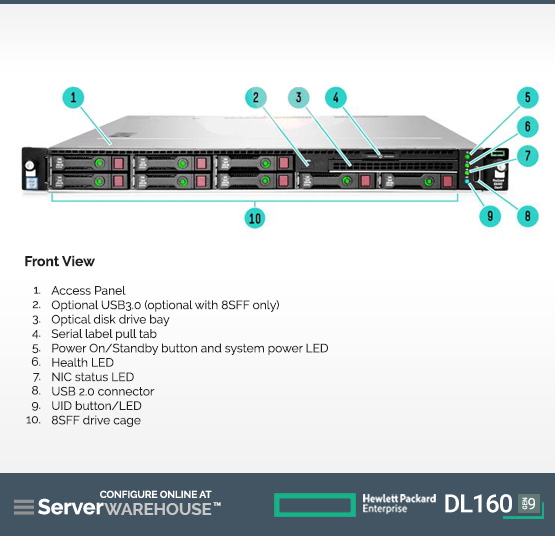 1 2 3 4 5
6
7
10 9 8
Front View
1. Access Panel
2. Optional USB3.0 (optional with 8SFF only)
3. Optical disk drive bay
4. Serial label pull tab
5. Power On/Standby button and system power LED
6. Health LED
7. NIC status LED
8. USB 2.0 connector
9. UID button/LED
10. 8SFF drive cage
CONFIGURE ONLINE AT
ServerWAREHOUSE™
Hewlett Packard
Enterprise
DL160 GEN 9